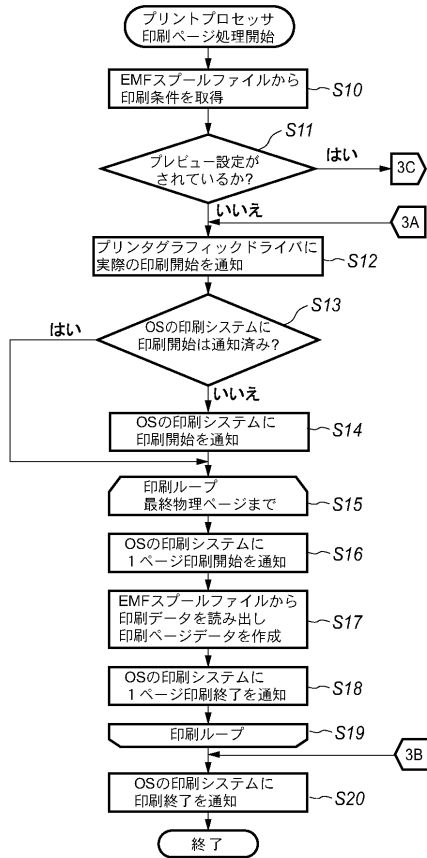 プリントプロセッサ
印刷ページ処理開始
EMFスプールファイルから
印刷条件を取得
S10
プレビュー設定が
されているか?
S11
はい
3C
いいえ
3A
プリンタグラフィックドライバに
実際の印刷開始を通知
S12
OSの印刷システムに
印刷開始は通知済み?
S13
はい
いいえ
OSの印刷システムに
印刷開始を通知
S14
印刷ループ
最終物理ページまで
S15
OSの印刷システムに
1ページ印刷開始を通知
S16
EMFスプールファイルから
印刷データを読み出し
印刷ページデータを作成
S17
OSの印刷システムに
1ページ印刷終了を通知
S18
印刷ループ
S19
3B
OSの印刷システムに
印刷終了を通知
S20
終了